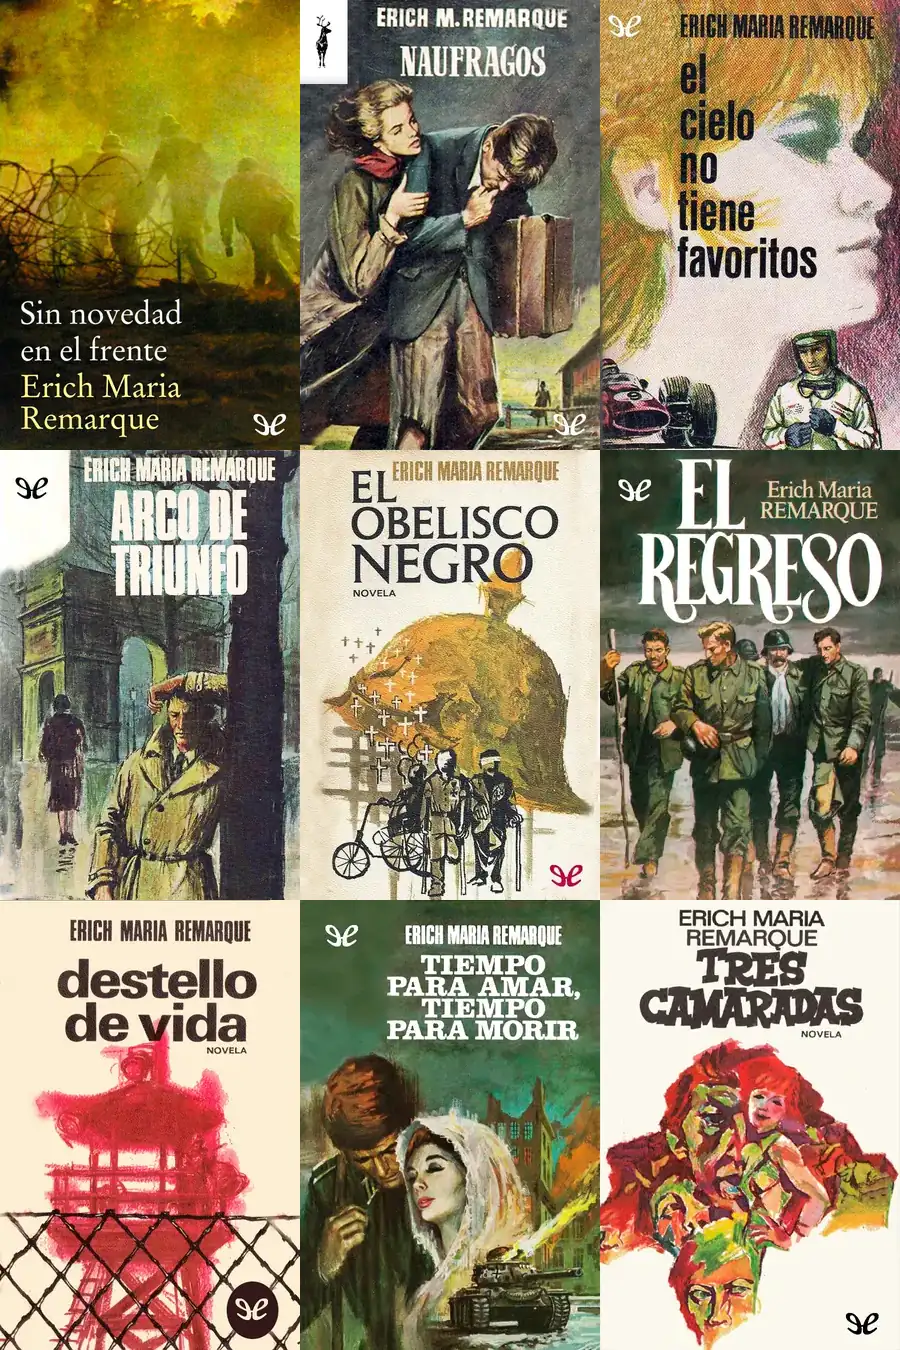 Sin novedad
en el frente
Erich Maria
Remarque
ERICH M. REMARQUE
NAUFRAGOS
ERICH MARIA REMARQUE
el
cielo
no
tiene
favoritos
ERICH MARIA REMARQUE
ARCO DE
TRIUNFO
ERICH MARIA REMARQUE
EL
OBELISCO
NEGRO
NOVELA
EL
REGRESO
Erich Maria
REMARQUE
ERICH MARIA REMARQUE
destello
de vida
NOVELA
ERICH MARIA REMARQUE
TIEMPO
PARA AMAR,
TIEMPO
PARA MORIR
ERICH MARIA
REMARQUE
TRES
CAMARADAS
NOVELA